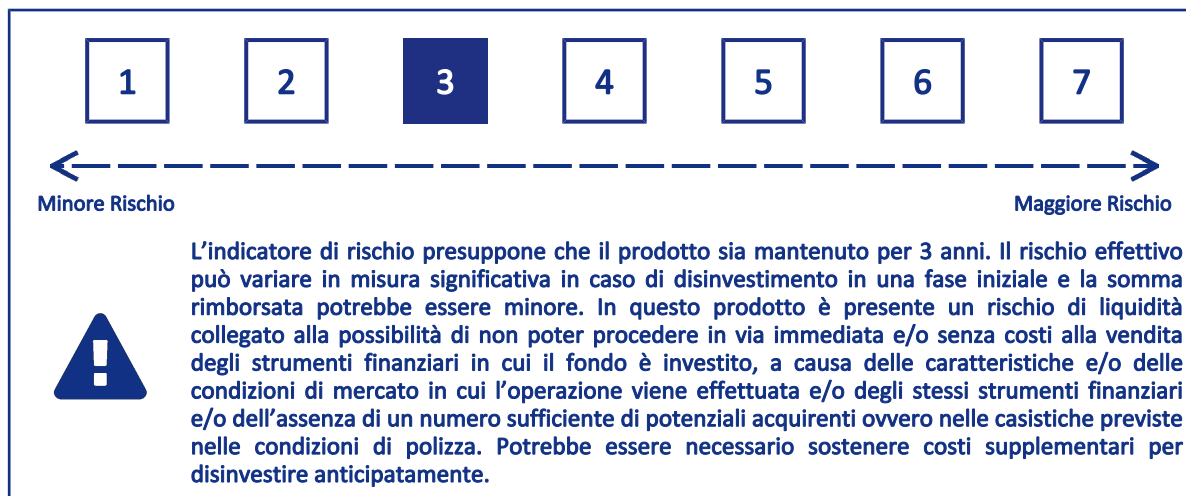 1 2 3 4 5 6 7
Minore Rischio Maggiore Rischio
L’indicatore di rischio presuppone che il prodotto sia mantenuto per 3 anni. Il rischio effettivo
può variare in misura significativa in caso di disinvestimento in una fase iniziale e la somma
rimborsata potrebbe essere minore. In questo prodotto è presente un rischio di liquidità
collegato alla possibilità di non poter procedere in via immediata e/o senza costi alla vendita
degli strumenti finanziari in cui il fondo è investito, a causa delle caratteristiche e/o delle
condizioni di mercato in cui l’operazione viene effettuata e/o degli stessi strumenti finanziari
e/o dell’assenza di un numero sufficiente di potenziali acquirenti ovvero nelle casistiche previste
nelle condizioni di polizza. Potrebbe essere necessario sostenere costi supplementari per
disinvestire anticipatamente.